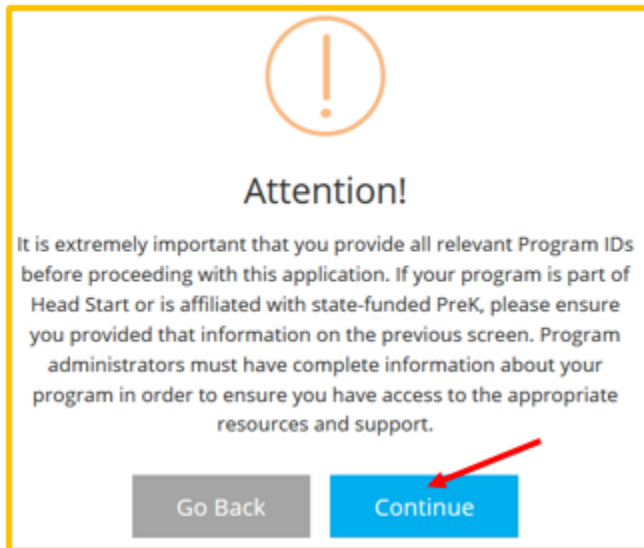 Attention!
It is extremely important that you provide all relevant Program IDs
before proceeding with this application. If your program is part of
Head Start or is affiliated with state-funded PreK, please ensure
you provided that information on the previous screen. Program
administrators must have complete information about your
program in order to ensure you have access to the appropriate
resources and support.
Go Back
Continue